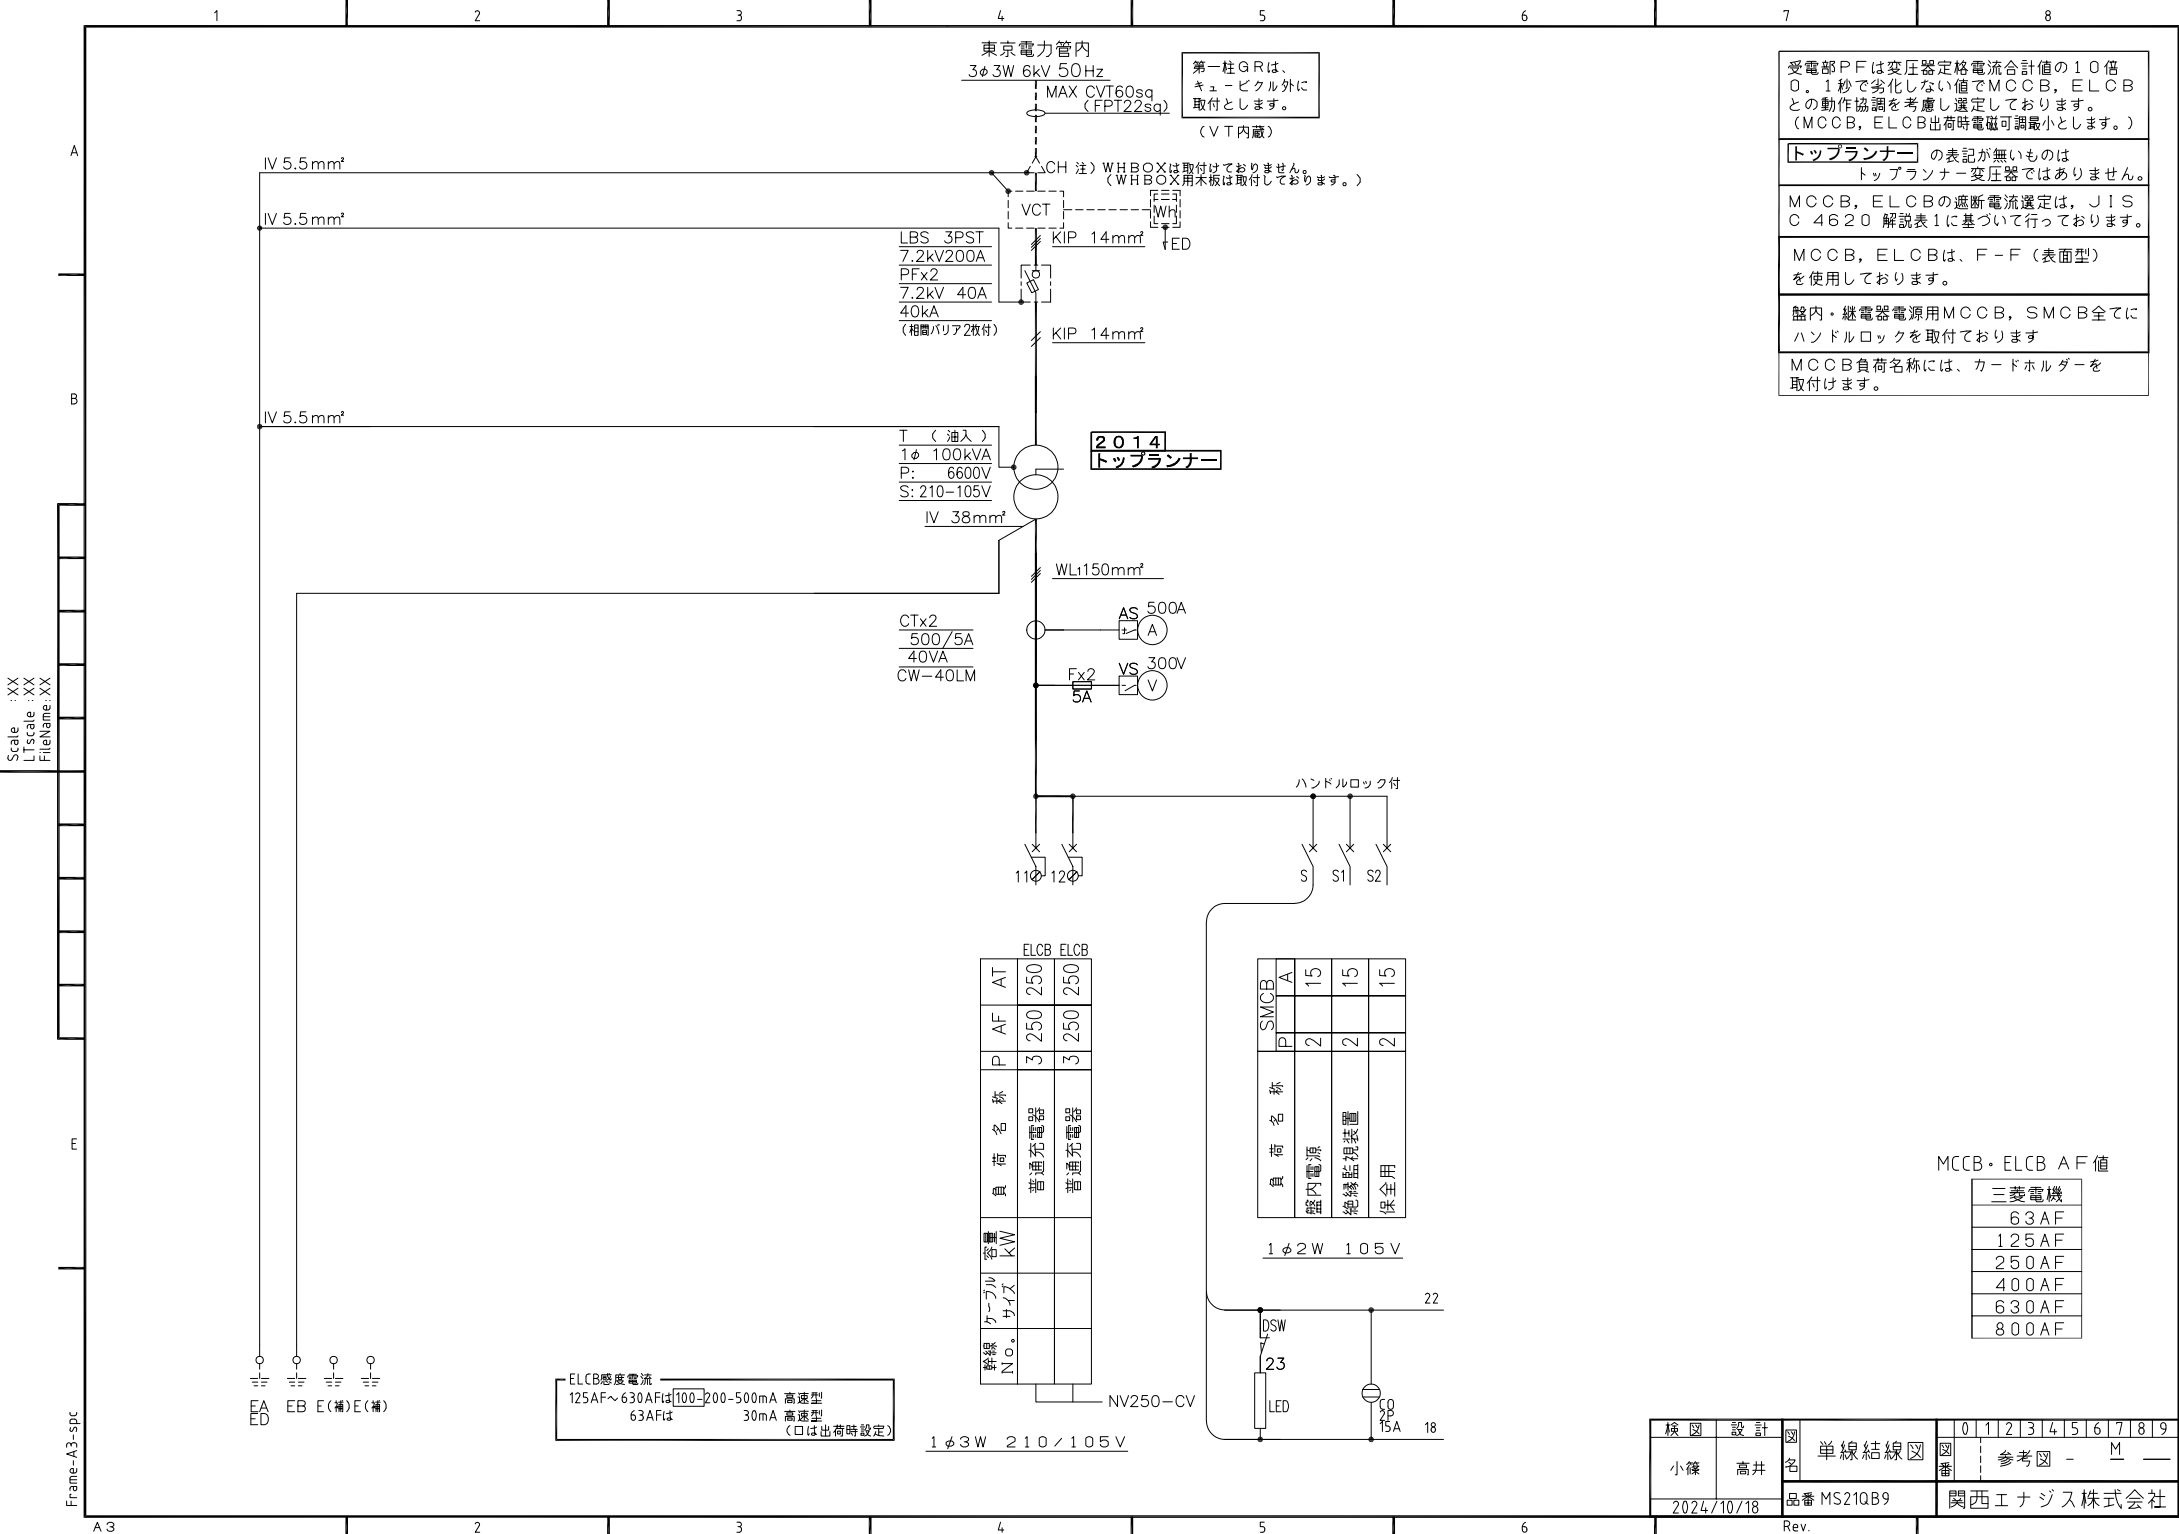 1 2 3 4 5 6 7 8
A
B
E
東京電力管内
3φ3W 6kV 50Hz
MAX CVT60sq
(FPT22sq)
第一柱GRは、
キュービクル外に
取付とします。
(VT内蔵)
受電部PFは変圧器定格電流合計値の10倍
0.1秒で劣化しない値でMCCB,ELCB
との動作協調を考慮し選定しております。
(MCCB,ELCB出荷時電磁可調最小とします。)
トップランナー の表記が無いものは
トップランナー変圧器ではありません。
MCCB,ELCBの遮断電流選定は,JIS
C 4620 解説表1に基づいて行っております。
MCCB,ELCBは、F-F(表面型)
を使用しております。
盤内・継電器電源用MCCB,SMCB全てに
ハンドルロックを取付ております
MCCB負荷名称には、カードホルダーを
取付けます。
IV 5.5mm²
CH 注)WHBOXは取付けておりません。
(WHBOX用木板は取付しております。)
VCT
Wh
ED
IV 5.5mm²
KIP 14mm²
LBS 3PST
7.2kV200A
PFx2
7.2kV 40A
40kA
(相間バリア2枚付)
KIP 14mm²
IV 5.5mm²
T (油入)
1φ 100kVA
P: 6600V
S: 210-105V
2014
トップランナー
IV 38mm²
WL1150mm²
CTx2
500/5A
40VA
CW-40LM
AS 500A
A
Fx2
5A
VS 300V
V
ハンドルロック付
11 12
S S1 S2
ELCB ELCB
AT 250 250
AF 250 250
P 3 3
負荷名称 普通充電器 普通充電器
容量 kW
ケーブルサイズ
幹線 No.
NV250-CV
1φ3W 210/105V
SMCB
A 15 15 15
P 2 2 2
負荷名称 盤内電源 絶縁監視装置 保全用
1φ2W 105V
22
DSW
23
LED
CO
2P
15A
18
EA
ED
EB E(補) E(補)
ELCB感度電流
125AF~630AFは100-200-500mA 高速型
63AFは 30mA 高速型
(口は出荷時設定)
MCCB・ELCB AF値
三菱電機
63AF
125AF
250AF
400AF
630AF
800AF
検図 設計
小篠 高井
2024/10/18
図名 単線結線図
品番 MS21QB9
0 1 2 3 4 5 6 7 8 9
図番 参考図 - M
関西エナジス株式会社
Scale :XX
LTscale :XX
FileName:XX
Frame-A3-spc
A3
2 3 4 5 6
Rev.